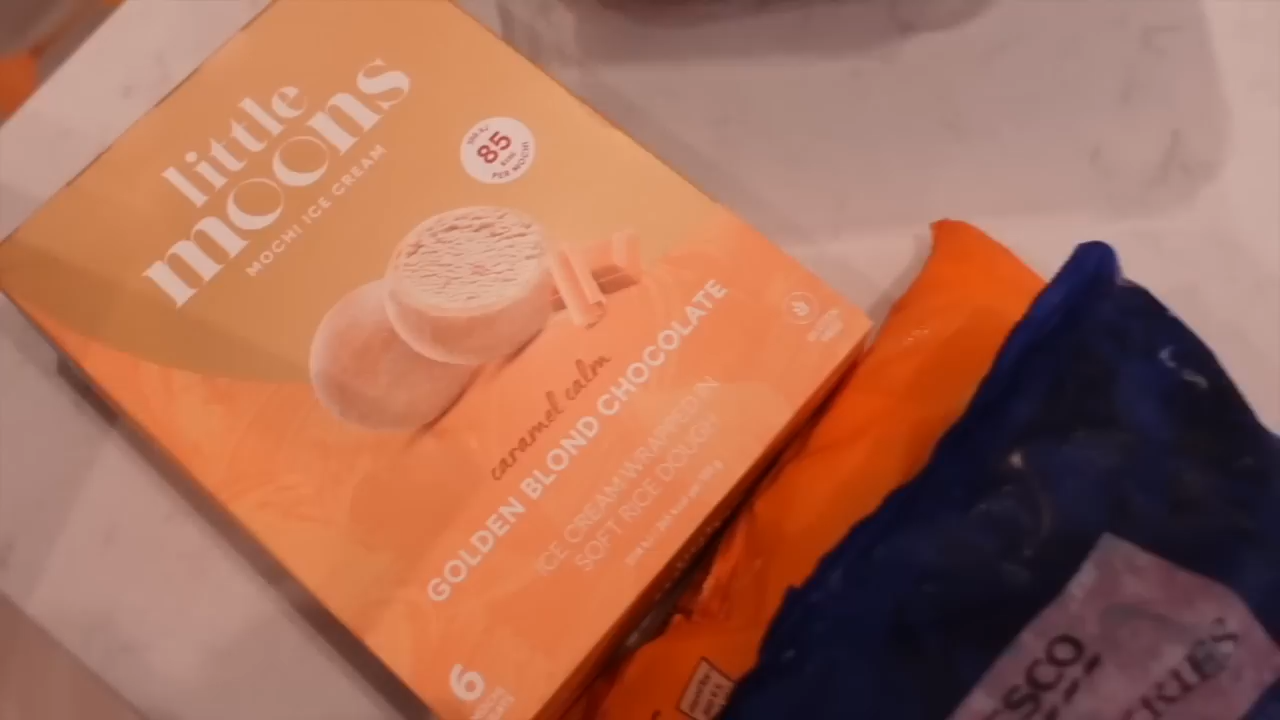 little
moons
MOCHI ICE CREAM
85
KCAL
PER MOCHI
caramel calm
GOLDEN BLOND CHOCOLATE
ICE CREAM WRAPPED IN
SOFT RICE DOUGH
6